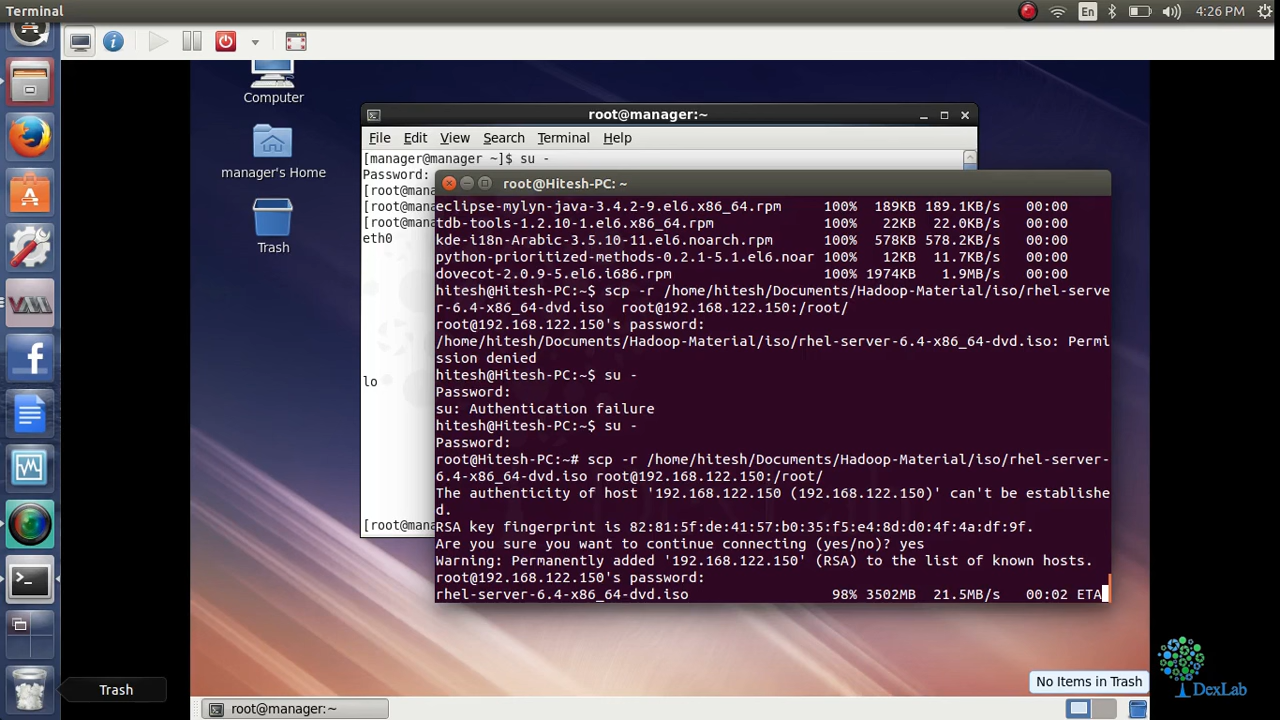 Terminal
En
4:26 PM
Computer
manager's Home
Trash
root@manager:~
File Edit View Search Terminal Help
[manager@manager ~]$ su -
Password:
[root@mana
[root@mana
[root@mana
eth0
lo
[root@mana
root@Hitesh-PC: ~
eclipse-mylyn-java-3.4.2-9.el6.x86_64.rpm 100% 189KB 189.1KB/s 00:00
tdb-tools-1.2.10-1.el6.x86_64.rpm 100% 22KB 22.0KB/s 00:00
kde-i18n-Arabic-3.5.10-11.el6.noarch.rpm 100% 578KB 578.2KB/s 00:00
python-prioritized-methods-0.2.1-5.1.el6.noar 100% 12KB 11.7KB/s 00:00
dovecot-2.0.9-5.el6.i686.rpm 100% 1974KB 1.9MB/s 00:00
hitesh@Hitesh-PC:~$ scp -r /home/hitesh/Documents/Hadoop-Material/iso/rhel-serve
r-6.4-x86_64-dvd.iso  root@192.168.122.150:/root/
root@192.168.122.150's password:
/home/hitesh/Documents/Hadoop-Material/iso/rhel-server-6.4-x86_64-dvd.iso: Permi
ssion denied
hitesh@Hitesh-PC:~$ su -
Password:
su: Authentication failure
hitesh@Hitesh-PC:~$ su -
Password:
root@Hitesh-PC:~# scp -r /home/hitesh/Documents/Hadoop-Material/iso/rhel-server-
6.4-x86_64-dvd.iso root@192.168.122.150:/root/
The authenticity of host '192.168.122.150 (192.168.122.150)' can't be establishe
d.
RSA key fingerprint is 82:81:5f:de:41:57:b0:35:f5:e4:8d:d0:4f:4a:df:9f.
Are you sure you want to continue connecting (yes/no)? yes
Warning: Permanently added '192.168.122.150' (RSA) to the list of known hosts.
root@192.168.122.150's password:
rhel-server-6.4-x86_64-dvd.iso 98% 3502MB 21.5MB/s 00:02 ETA
Trash
No Items in Trash
DexLab
root@manager:~